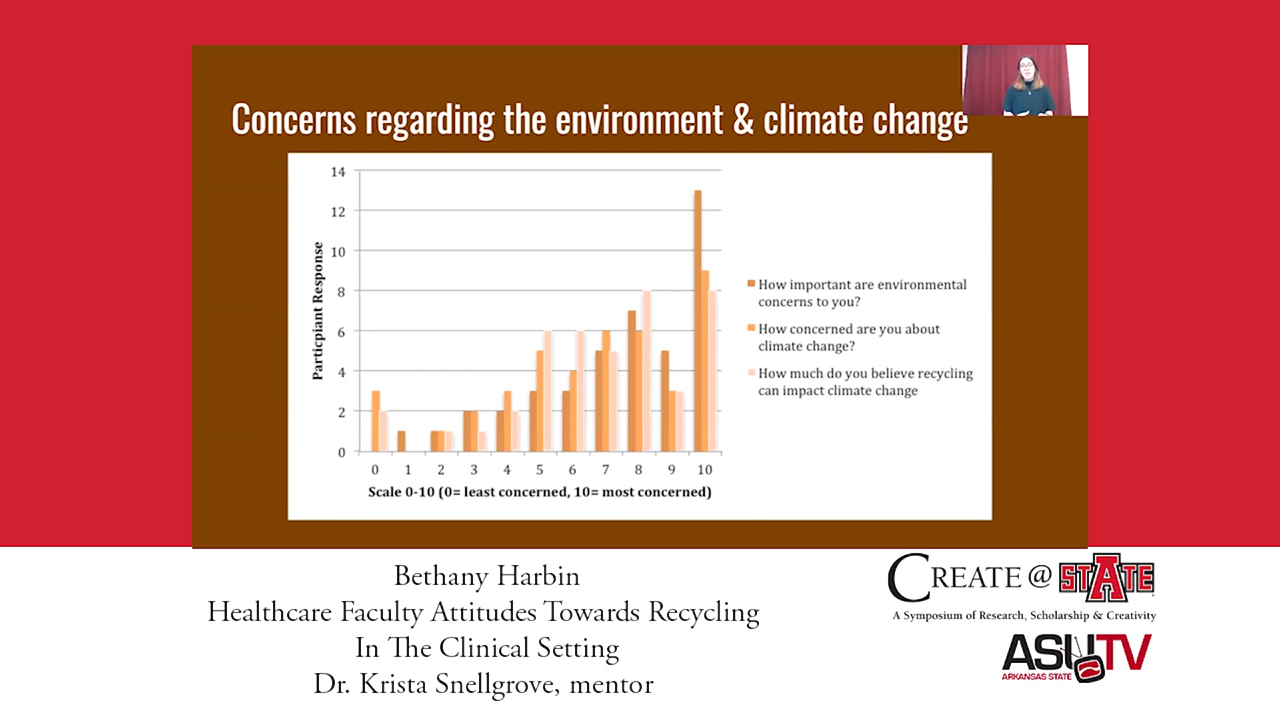 Concerns regarding the environment & climate change
14
12
10
8
6
4
2
0
Particpiant Response
0 1 2 3 4 5 6 7 8 9 10
Scale 0-10 (0= least concerned, 10= most concerned)
How important are environmental
concerns to you?
How concerned are you about
climate change?
How much do you believe recycling
can impact climate change
Bethany Harbin
Healthcare Faculty Attitudes Towards Recycling
In The Clinical Setting
Dr. Krista Snellgrove, mentor
CREATE @ STATE
A Symposium of Research, Scholarship & Creativity
ASUTV
ARKANSAS STATE